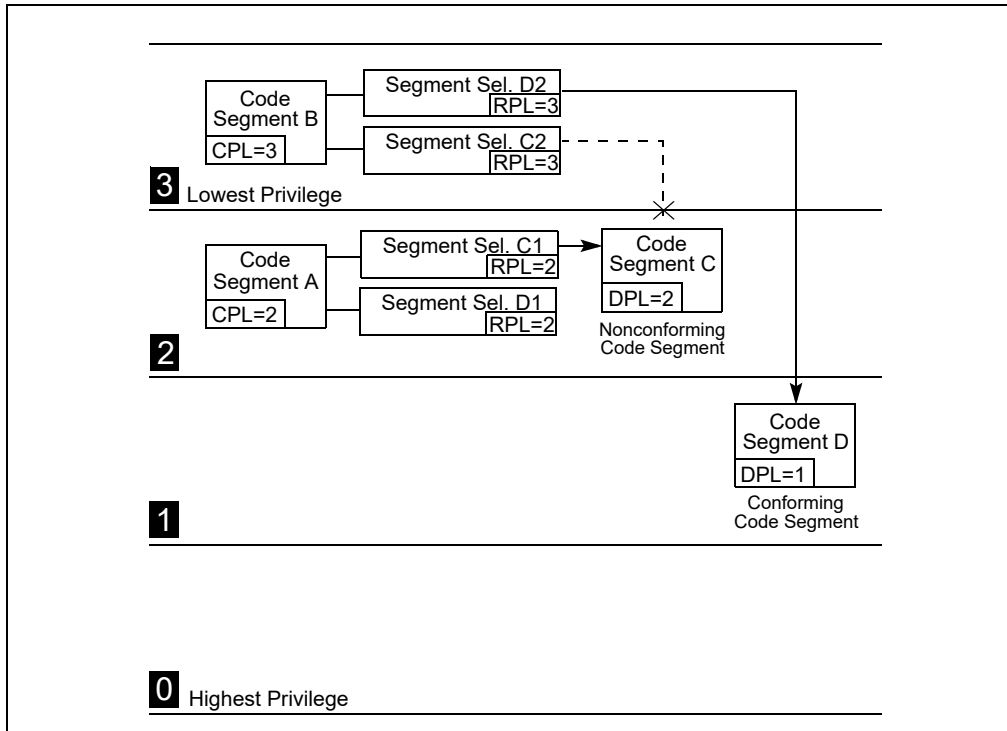 Code
Segment B
CPL=3
Segment Sel. D2
RPL=3
Segment Sel. C2
RPL=3
3 Lowest Privilege
Code
Segment A
CPL=2
Segment Sel. C1
RPL=2
Segment Sel. D1
RPL=2
Code
Segment C
DPL=2
Nonconforming
Code Segment
2
Code
Segment D
DPL=1
Conforming
Code Segment
1
0 Highest Privilege